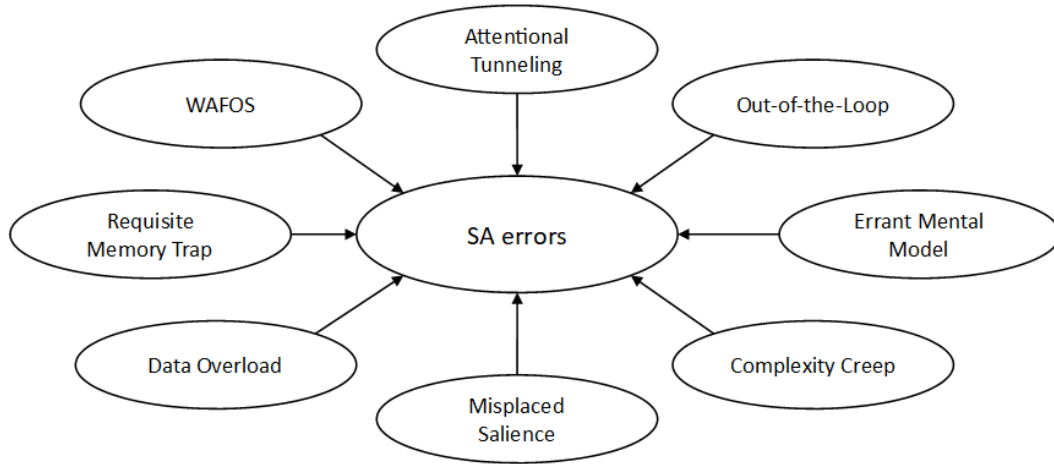 Attentional
Tunneling
WAFOS
Out-of-the-Loop
Requisite
Memory Trap
SA errors
Errant Mental
Model
Data Overload
Complexity Creep
Misplaced
Salience